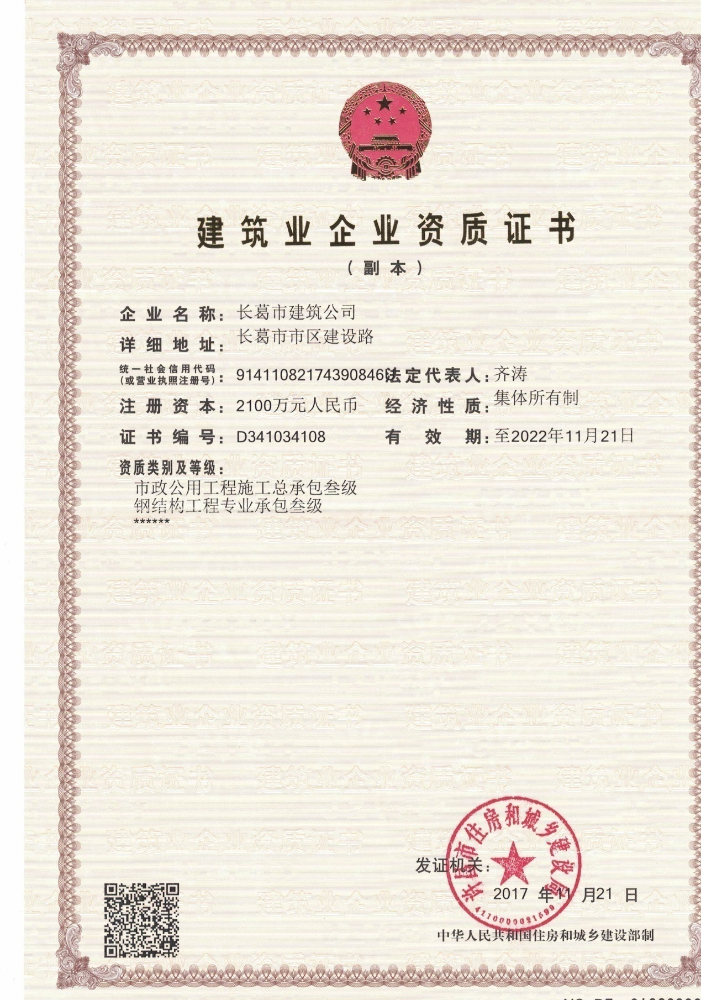 建筑业企业资质证书
（副本）
企业名称：长葛市建筑公司
详细地址：长葛市市区建设路
统一社会信用代码
(或营业执照注册号)：91411082174390846 法定代表人：齐涛
注册资本：2100万元人民币 经济性质：集体所有制
证书编号：D341034108 有效期：至2022年11月21日
资质类别及等级：
市政公用工程施工总承包叁级
钢结构工程专业承包叁级
******
许昌市住房和城乡建设局
发证机关：
2017 年11 月21 日
中华人民共和国住房和城乡建设部制